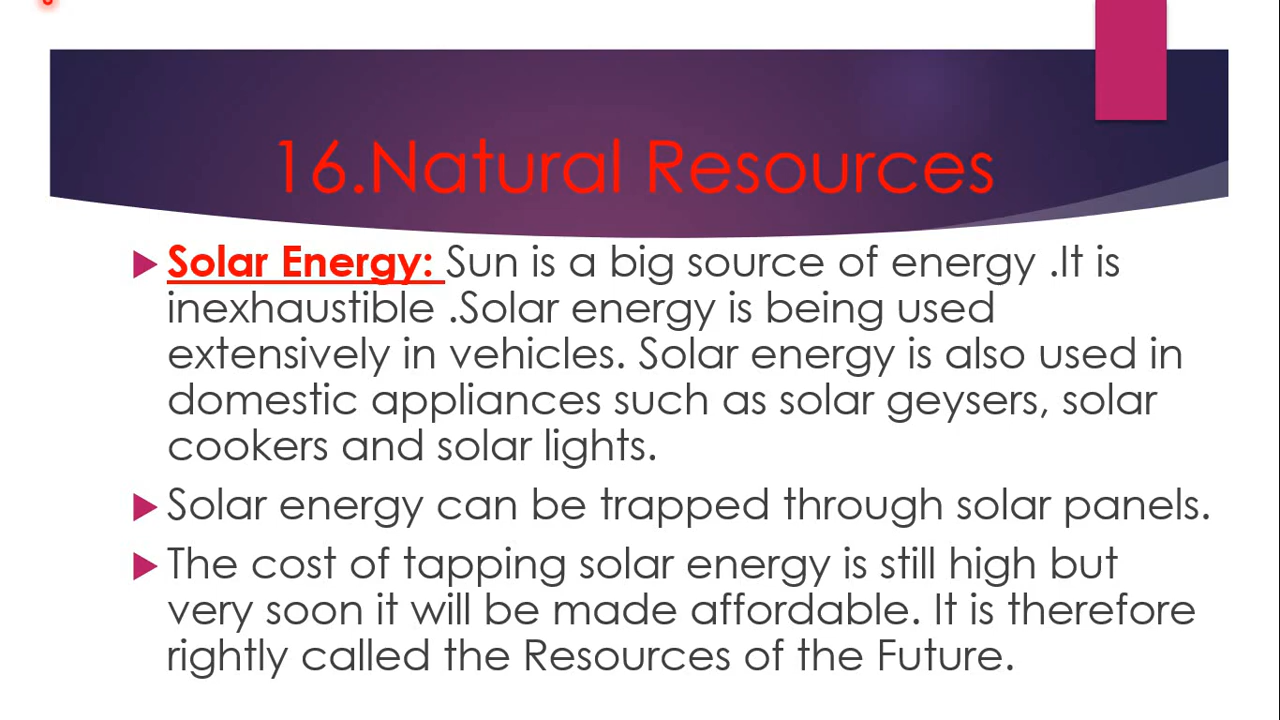 16.Natural Resources
Solar Energy: Sun is a big source of energy .It is
inexhaustible .Solar energy is being used
extensively in vehicles. Solar energy is also used in
domestic appliances such as solar geysers, solar
cookers and solar lights.
Solar energy can be trapped through solar panels.
The cost of tapping solar energy is still high but
very soon it will be made affordable. It is therefore
rightly called the Resources of the Future.